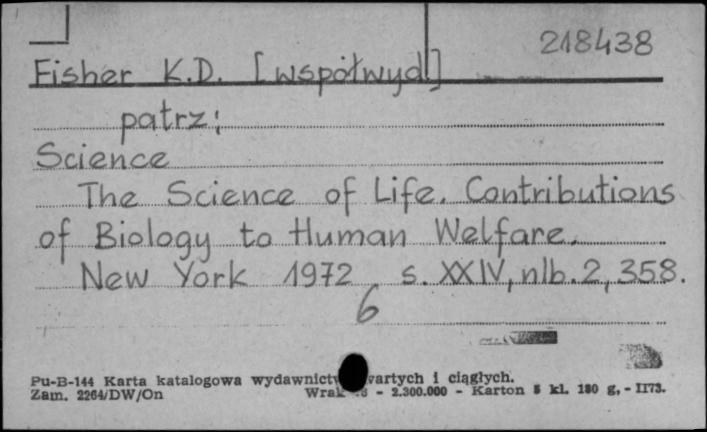 218438
Fisher K.D. [współwyd.]
patrz:
Science
The Science of Life. Contributions
of Biology to Human Welfare.
New York 1972 s. XXIV, nlb. 2, 358.
6
Pu-B-144 Karta katalogowa wydawnictw zwartych i ciągłych.
Zam. 2264/DW/On - 2.300.000 - Karton 5 kl. 180 g, - II73.